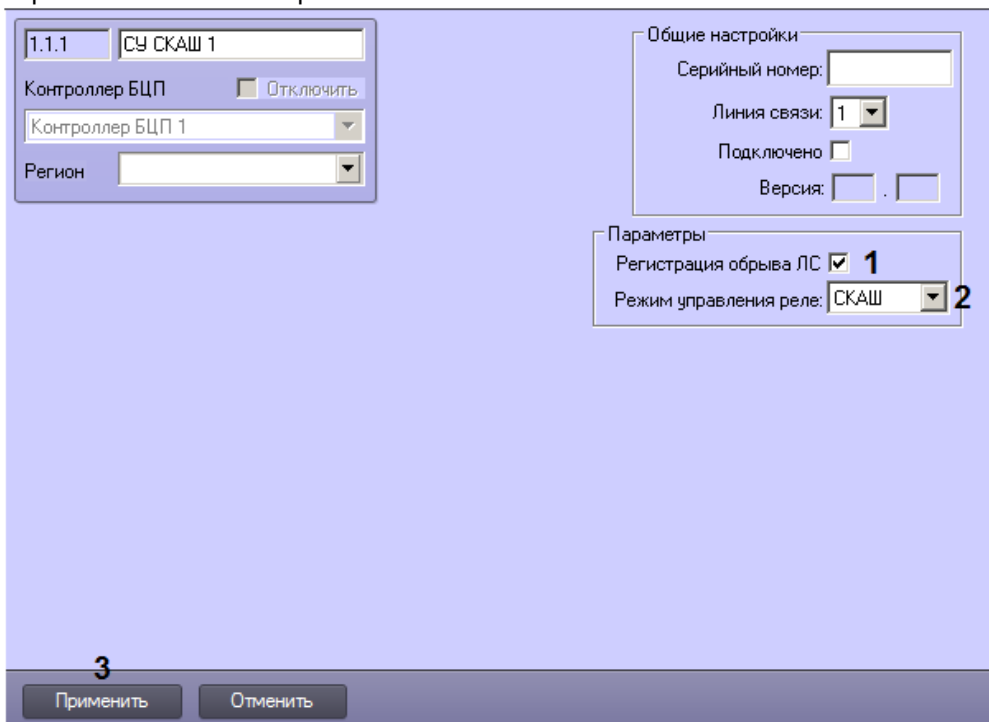 1.1.1 СУ СКАШ 1
Контроллер БЦП Отключить
Контроллер БЦП 1
Регион
Общие настройки
Серийный номер:
Линия связи: 1
Подключено
Версия: .
Параметры
Регистрация обрыва ЛС 1
Режим управления реле: СКАШ 2
3
Применить Отменить